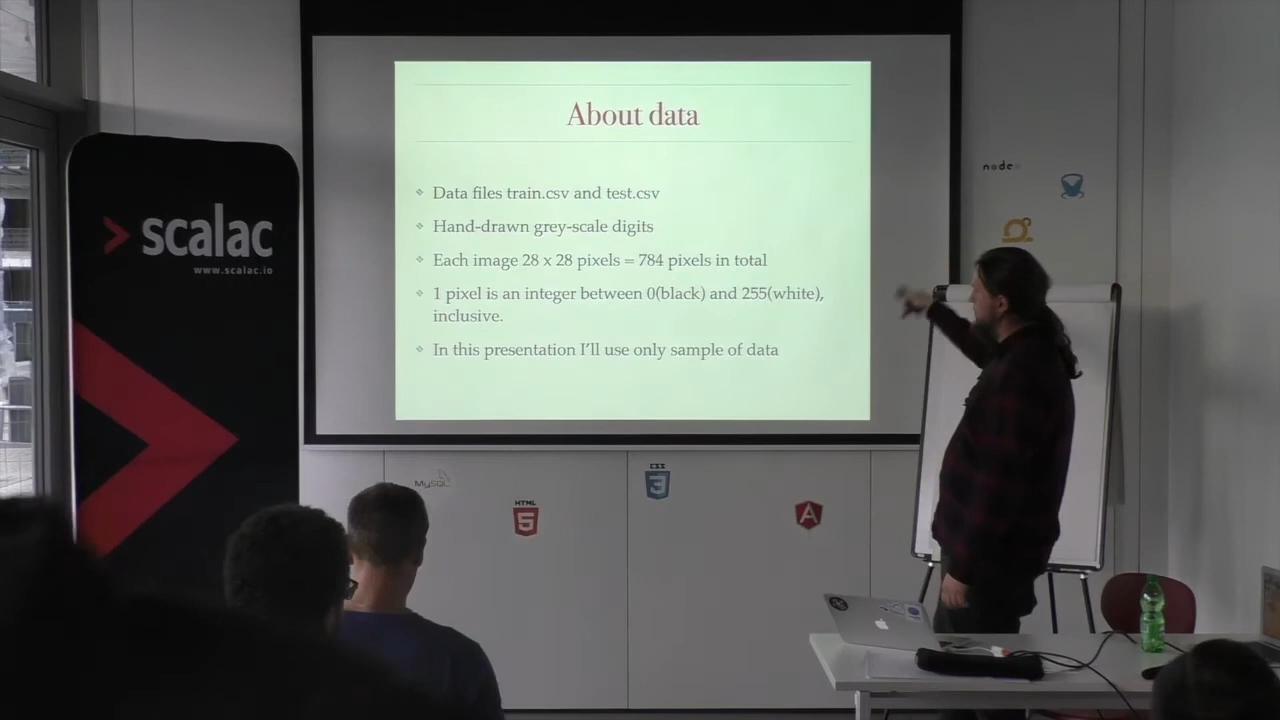 About data
Data files train.csv and test.csv
Hand-drawn grey-scale digits
Each image 28 x 28 pixels = 784 pixels in total
1 pixel is an integer between 0(black) and 255(white),
inclusive.
In this presentation I'll use only sample of data
scalac
www.scalac.io
node
MySQL
HTML
5
CSS
3
A